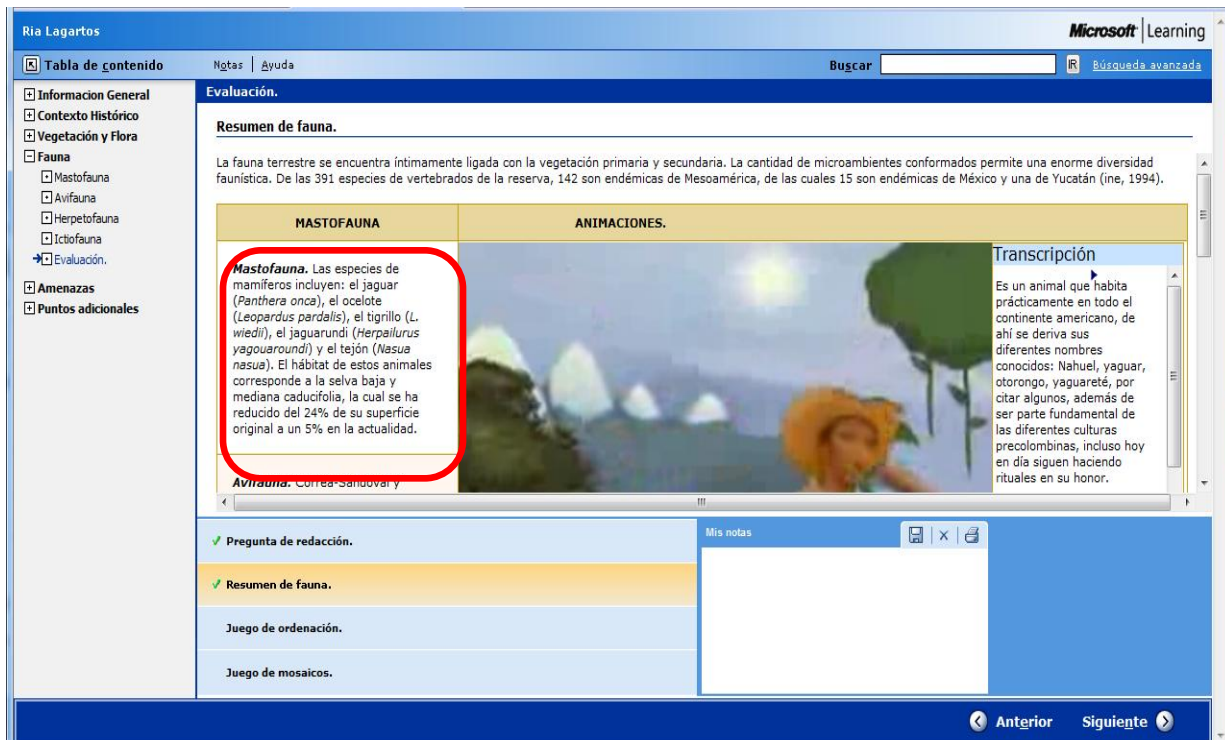 Ria Lagartos
Microsoft Learning
Tabla de contenido
Notas Ayuda
Buscar
IR Búsqueda avanzada
Informacion General
Contexto Histórico
Vegetación y Flora
Fauna
Mastofauna
Avifauna
Herpetofauna
Ictiofauna
Evaluación.
Amenazas
Puntos adicionales
Evaluación.
Resumen de fauna.
La fauna terrestre se encuentra íntimamente ligada con la vegetación primaria y secundaria. La cantidad de microambientes conformados permite una enorme diversidad
faunística. De las 391 especies de vertebrados de la reserva, 142 son endémicas de Mesoamérica, de las cuales 15 son endémicas de México y una de Yucatán (ine, 1994).
MASTOFAUNA
ANIMACIONES.
Mastofauna. Las especies de
mamíferos incluyen: el jaguar
(Panthera onca), el ocelote
(Leopardus pardalis), el tigrillo (L.
wiedii), el jaguarundi (Herpailurus
yagouaroundi) y el tejón (Nasua
nasua). El hábitat de estos animales
corresponde a la selva baja y
mediana caducifolia, la cual se ha
reducido del 24% de su superficie
original a un 5% en la actualidad.
Avifauna. Correa-Sandoval y
Transcripción
Es un animal que habita
prácticamente en todo el
continente americano, de
ahí se deriva sus
diferentes nombres
conocidos: Nahuel, yaguar,
otorongo, yaguareté, por
citar algunos, además de
ser parte fundamental de
las diferentes culturas
precolombinas, incluso hoy
en día siguen haciendo
rituales en su honor.
Pregunta de redacción.
Resumen de fauna.
Juego de ordenación.
Juego de mosaicos.
Mis notas
Anterior Siguiente